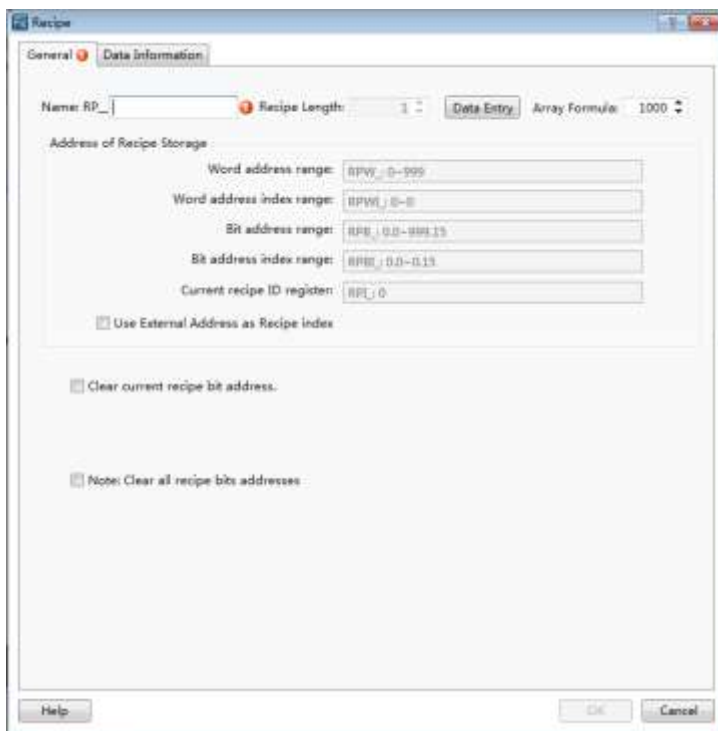 Recipe
General Data Information
Name: RP_ Recipe Length: 1 Data Entry Array Formula: 1000
Address of Recipe Storage
Word address range: RPW_: 0~999
Word address index range: RPWI_: 0~0
Bit address range: RPB_: 0.0~999.15
Bit address index range: RPBI_: 0.0~0.15
Current recipe ID register: RPI_: 0
Use External Address as Recipe index
Clear current recipe bit address.
Note: Clear all recipe bits addresses
Help OK Cancel